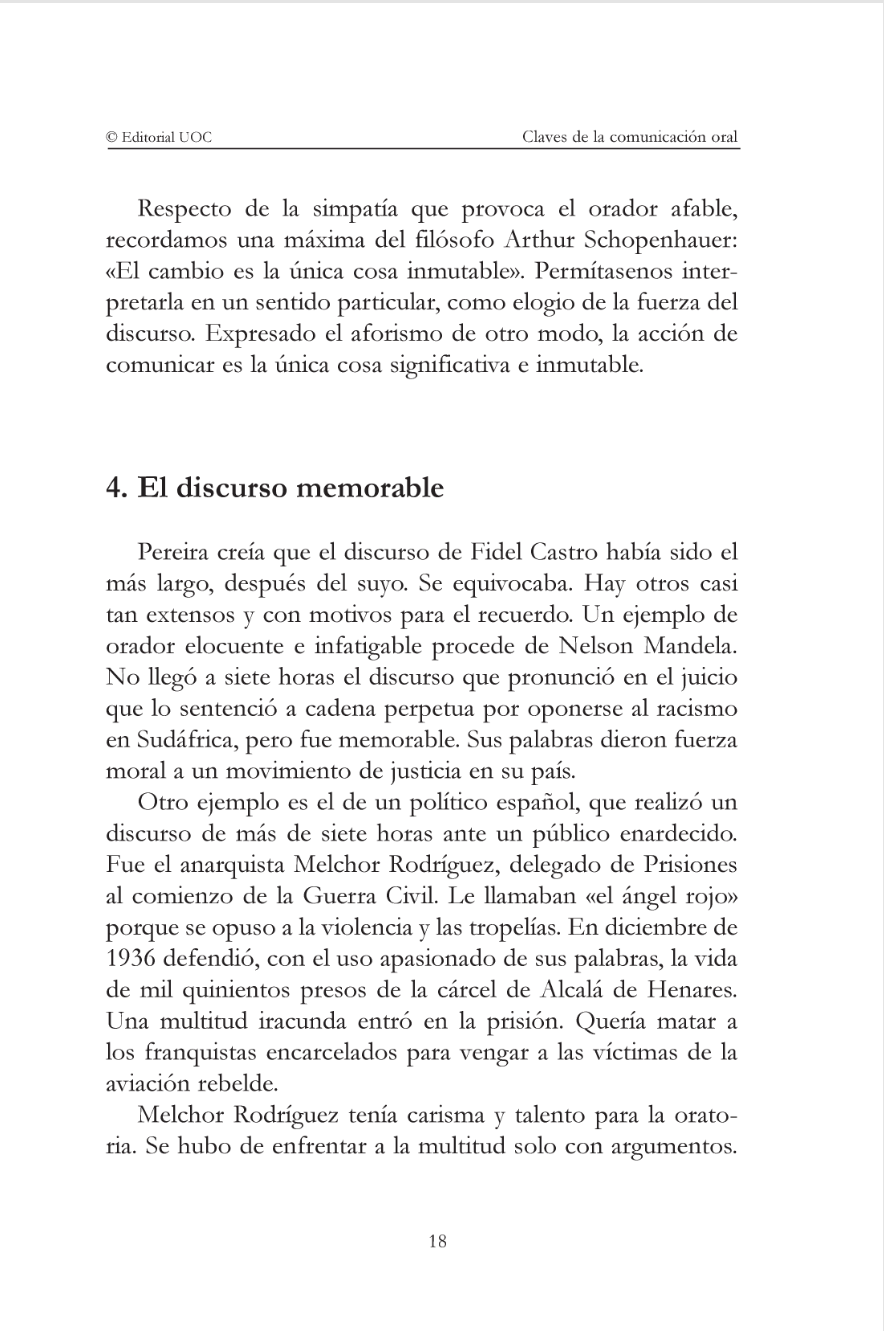 © Editorial UOC Claves de la comunicación oral
Respecto de la simpatía que provoca el orador afable,
recordamos una máxima del filósofo Arthur Schopenhauer:
«El cambio es la única cosa inmutable». Permítasenos inter-
pretarla en un sentido particular, como elogio de la fuerza del
discurso. Expresado el aforismo de otro modo, la acción de
comunicar es la única cosa significativa e inmutable.
4. El discurso memorable
Pereira creía que el discurso de Fidel Castro había sido el
más largo, después del suyo. Se equivocaba. Hay otros casi
tan extensos y con motivos para el recuerdo. Un ejemplo de
orador elocuente e infatigable procede de Nelson Mandela.
No llegó a siete horas el discurso que pronunció en el juicio
que lo sentenció a cadena perpetua por oponerse al racismo
en Sudáfrica, pero fue memorable. Sus palabras dieron fuerza
moral a un movimiento de justicia en su país.
Otro ejemplo es el de un político español, que realizó un
discurso de más de siete horas ante un público enardecido.
Fue el anarquista Melchor Rodríguez, delegado de Prisiones
al comienzo de la Guerra Civil. Le llamaban «el ángel rojo»
porque se opuso a la violencia y las tropelías. En diciembre de
1936 defendió, con el uso apasionado de sus palabras, la vida
de mil quinientos presos de la cárcel de Alcalá de Henares.
Una multitud iracunda entró en la prisión. Quería matar a
los franquistas encarcelados para vengar a las víctimas de la
aviación rebelde.
Melchor Rodríguez tenía carisma y talento para la orato-
ria. Se hubo de enfrentar a la multitud solo con argumentos.
18